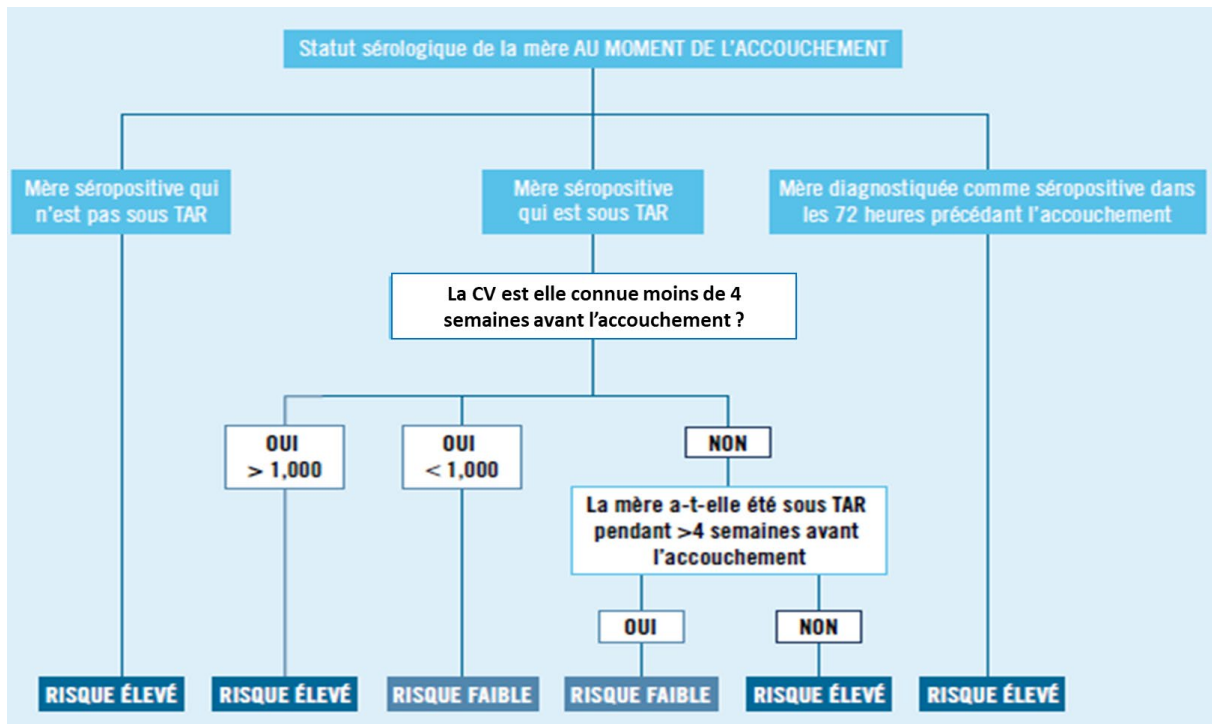 Statut sérologique de la mère AU MOMENT DE L'ACCOUCHEMENT
Mère séropositive qui
n'est pas sous TAR
Mère séropositive
qui est sous TAR
Mère diagnostiquée comme séropositive dans
les 72 heures précédant l'accouchement
La CV est elle connue moins de 4
semaines avant l'accouchement ?
OUI
> 1,000
OUI
< 1,000
NON
La mère a-t-elle été sous TAR
pendant >4 semaines avant
l'accouchement
OUI
NON
RISQUE ÉLEVÉ
RISQUE ÉLEVÉ
RISQUE FAIBLE
RISQUE FAIBLE
RISQUE ÉLEVÉ
RISQUE ÉLEVÉ